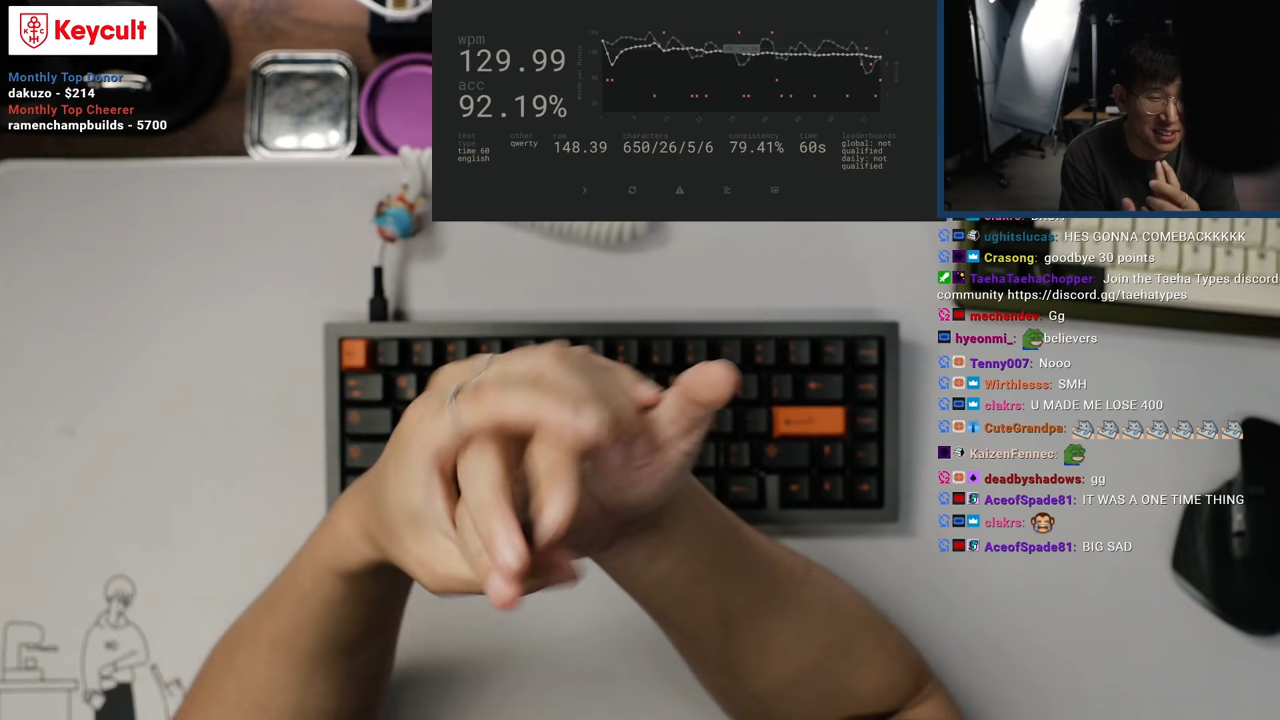 Keycult
Monthly Top Donor
dakuzo - $214
Monthly Top Cheerer
ramenchampbuilds - 5700
wpm
129.99
acc
92.19%
test type
time 60
english
other
qwerty
raw
148.39
characters
650/26/5/6
consistency
79.41%
time
60s
leaderboards
global: not
qualified
daily: not
qualified
ughitslucas: HES GONNA COMEBACKKKKK
Crasong: goodbye 30 points
TaehaTaehaChopper: Join the Taeha Types discord
community https://discord.gg/taehatypes
mechendev: Gg
hyeonmi_: believers
Tenny007: Nooo
Wirthlesss: SMH
clakrs: U MADE ME LOSE 400
CuteGrandpa:
KaizenFennec:
deadbyshadows: gg
AceofSpade81: IT WAS A ONE TIME THING
clakrs:
AceofSpade81: BIG SAD